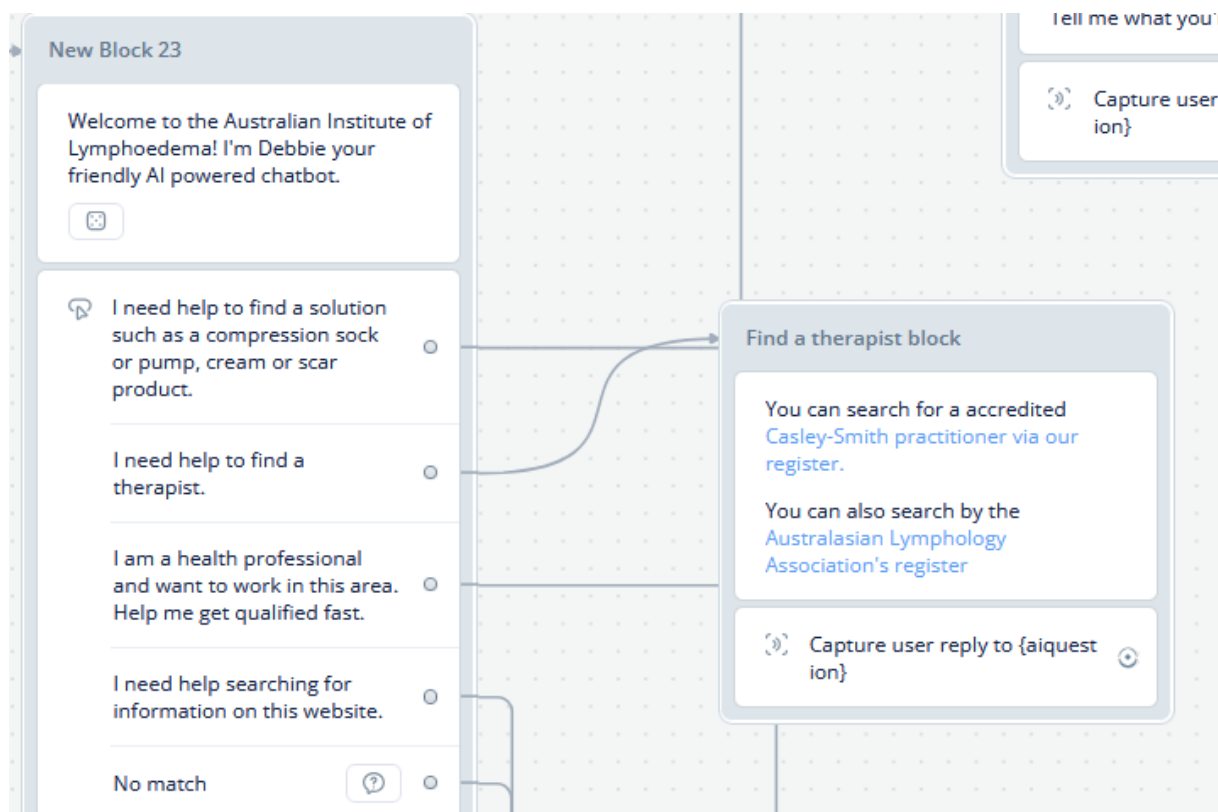 New Block 23
Welcome to the Australian Institute of
Lymphoedema! I'm Debbie your
friendly AI powered chatbot.
I need help to find a solution
such as a compression sock
or pump, cream or scar
product.
I need help to find a
therapist.
I am a health professional
and want to work in this area.
Help me get qualified fast.
I need help searching for
information on this website.
No match
Find a therapist block
You can search for a accredited
Casley-Smith practitioner via our
register.
You can also search by the
Australasian Lymphology
Association's register
Capture user reply to {aiquest
ion}
Tell me what you'
Capture user
ion}